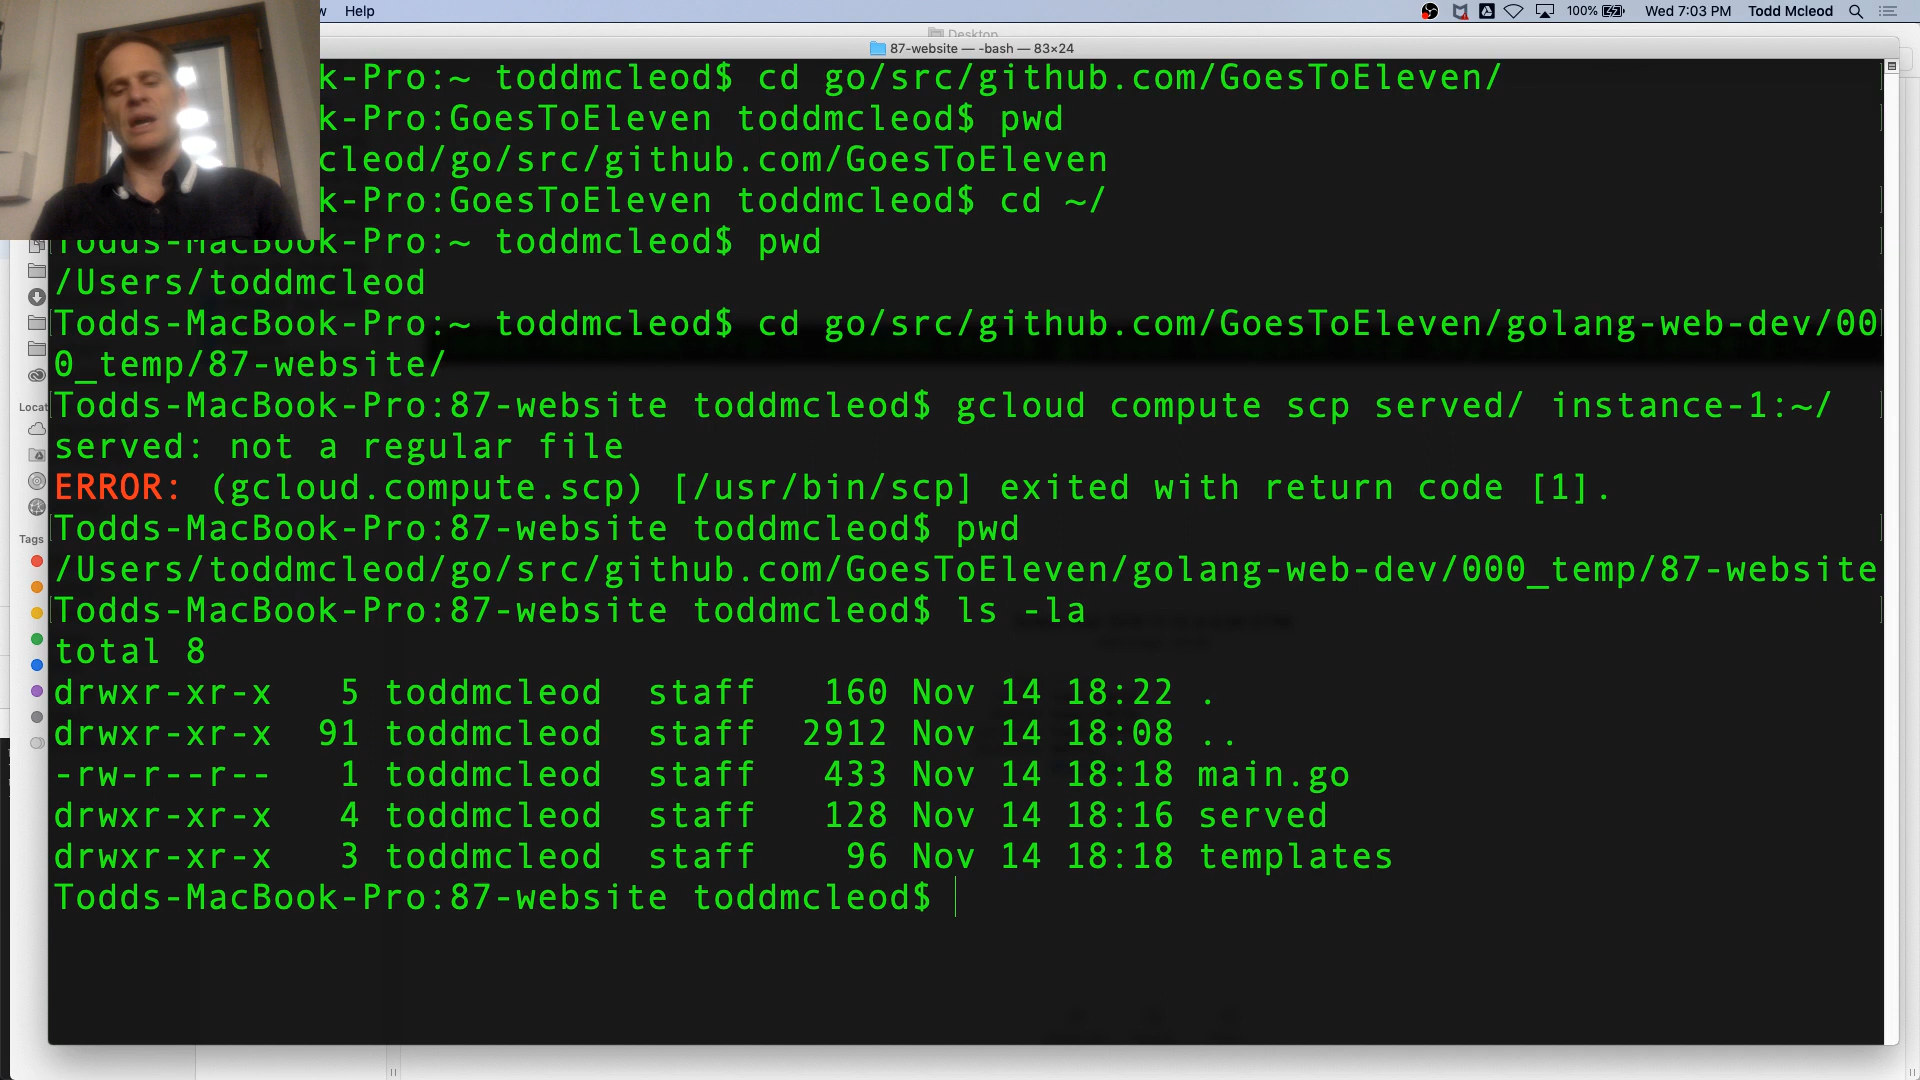 w Help 100% Wed 7:03 PM Todd Mcleod
Desktop
87-website — -bash — 83×24
k-Pro:~ toddmcleod$ cd go/src/github.com/GoesToEleven/
k-Pro:GoesToEleven toddmcleod$ pwd
cleod/go/src/github.com/GoesToEleven
k-Pro:GoesToEleven toddmcleod$ cd ~/
Todds-MacBook-Pro:~ toddmcleod$ pwd
/Users/toddmcleod
Todds-MacBook-Pro:~ toddmcleod$ cd go/src/github.com/GoesToEleven/golang-web-dev/00
0_temp/87-website/
Todds-MacBook-Pro:87-website toddmcleod$ gcloud compute scp served/ instance-1:~/
served: not a regular file
ERROR: (gcloud.compute.scp) [/usr/bin/scp] exited with return code [1].
Todds-MacBook-Pro:87-website toddmcleod$ pwd
/Users/toddmcleod/go/src/github.com/GoesToEleven/golang-web-dev/000_temp/87-website
Todds-MacBook-Pro:87-website toddmcleod$ ls -la
total 8
drwxr-xr-x 5 toddmcleod staff 160 Nov 14 18:22 .
drwxr-xr-x 91 toddmcleod staff 2912 Nov 14 18:08 ..
-rw-r--r-- 1 toddmcleod staff 433 Nov 14 18:18 main.go
drwxr-xr-x 4 toddmcleod staff 128 Nov 14 18:16 served
drwxr-xr-x 3 toddmcleod staff 96 Nov 14 18:18 templates
Todds-MacBook-Pro:87-website toddmcleod$
Locat
Tags